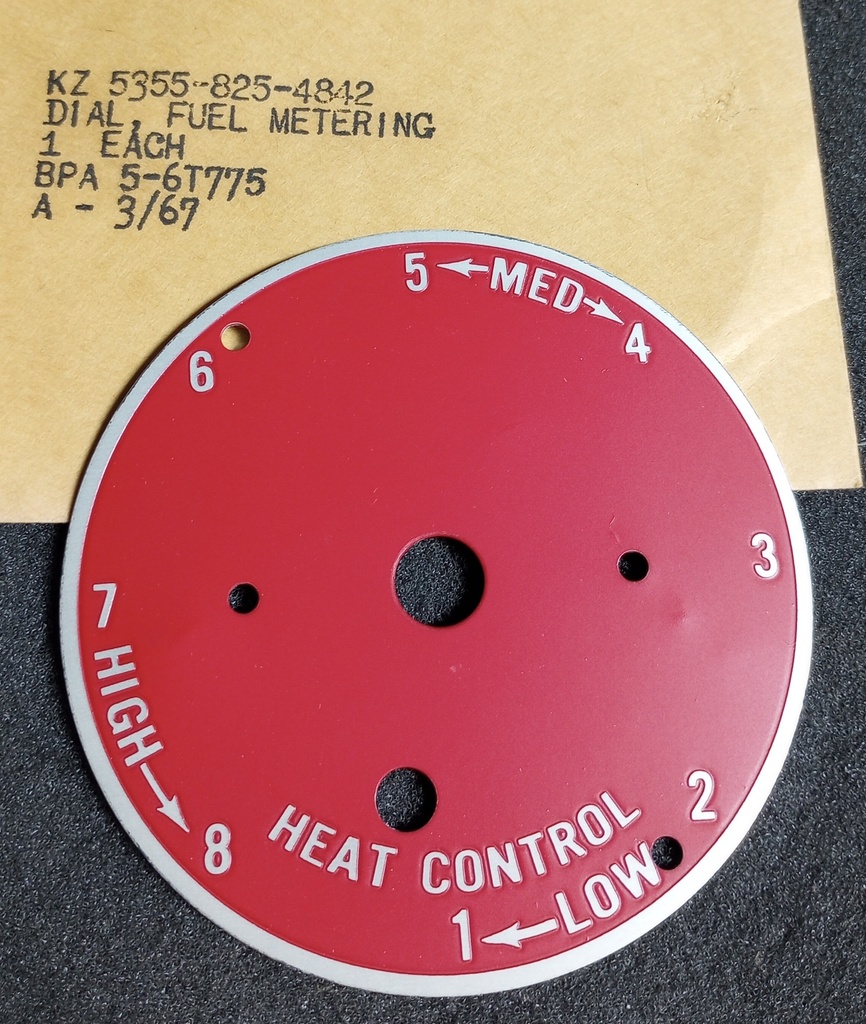 KZ 5355-825-4842
DIAL, FUEL METERING
1 EACH
BPA 5-6T775
A - 3/67
5 ←MED→ 4
6
3
7
HIGH→ 8
2
HEAT CONTROL
1 ←LOW